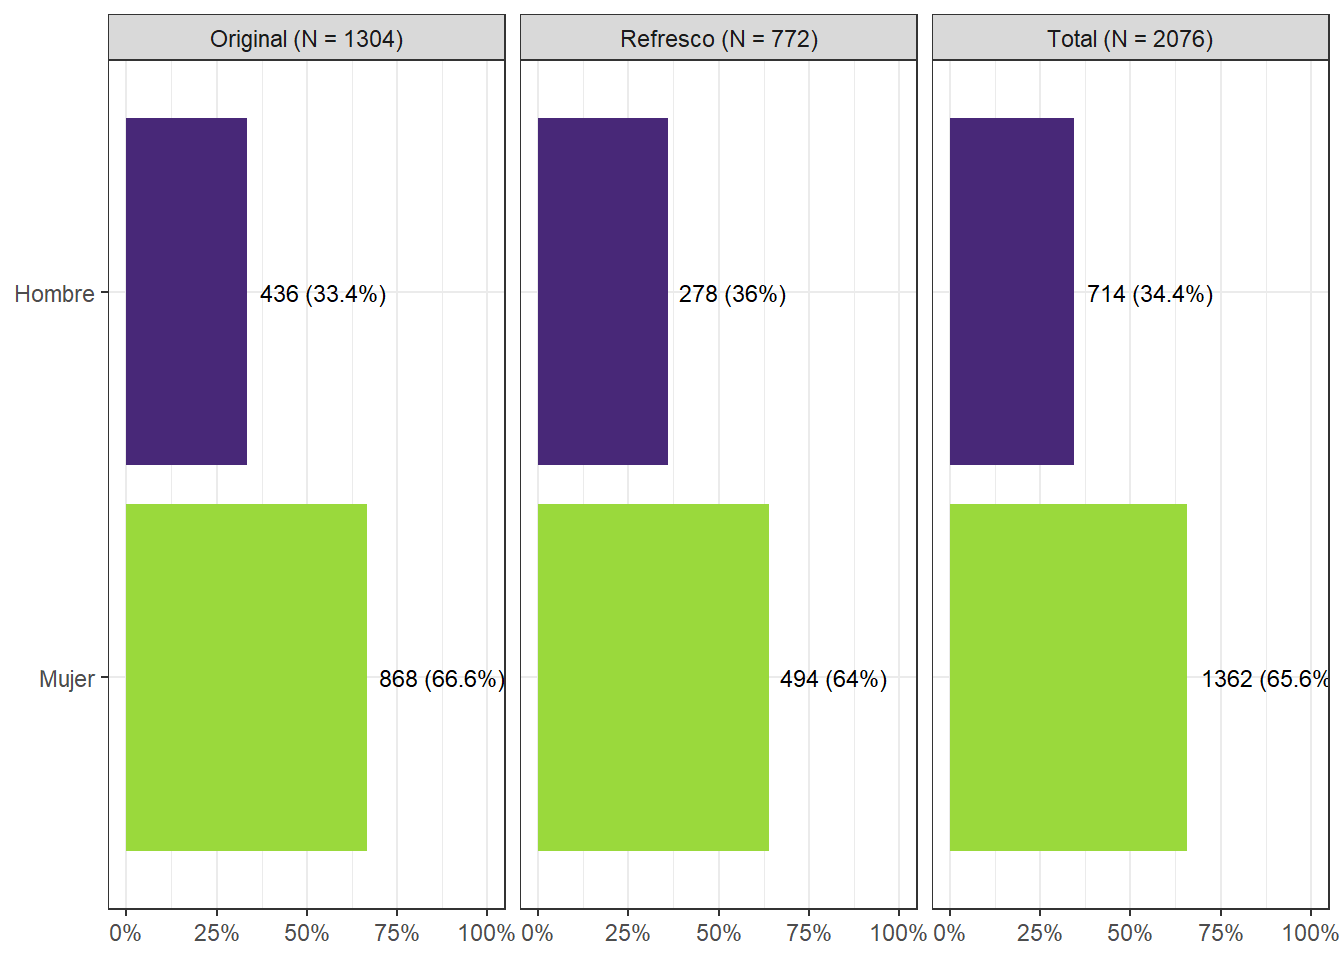 Original (N = 1304)
Refresco (N = 772)
Total (N = 2076)
Hombre
436 (33.4%)
278 (36%)
714 (34.4%)
Mujer
868 (66.6%)
494 (64%)
1362 (65.6%
0% 25% 50% 75% 100%
0% 25% 50% 75% 100%
0% 25% 50% 75% 100%